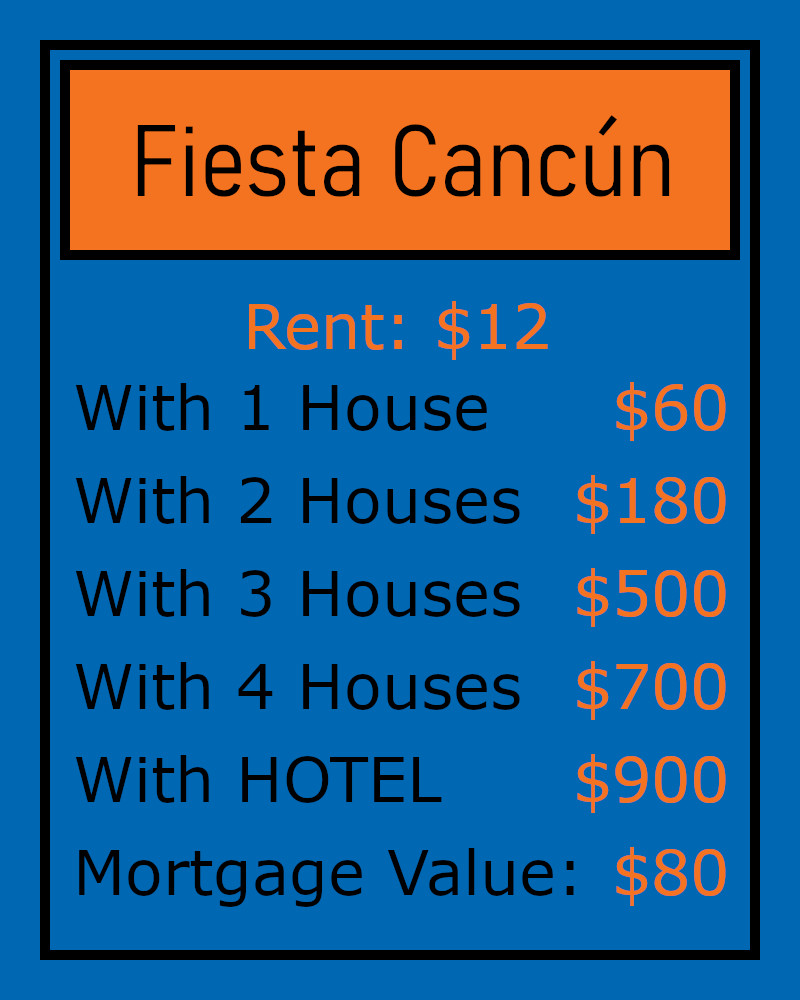 Fiesta Cancún
Rent: $12
With 1 House $60
With 2 Houses $180
With 3 Houses $500
With 4 Houses $700
With HOTEL $900
Mortgage Value: $80